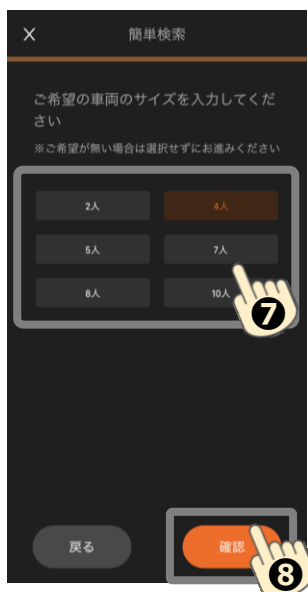 X 簡単検索
ご希望の車両のサイズを入力してくだ
さい
※ご希望が無い場合は選択せずにお進みください
2人 4人
5人 7人
8人 10人
7
戻る 確認
8